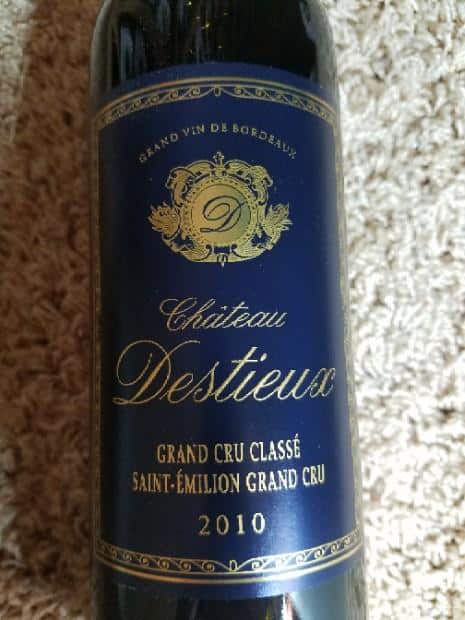 GRAND VIN DE BORDEAUX
D
Château
Destieux
GRAND CRU CLASSÉ
SAINT-ÉMILION GRAND CRU
2010